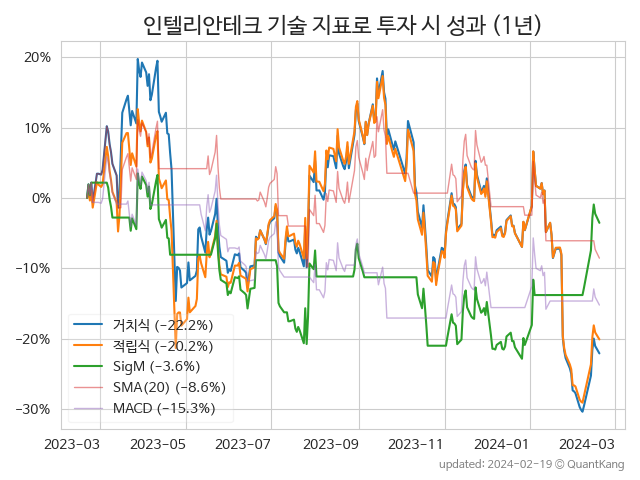 인텔리안테크 기술 지표로 투자 시 성과 (1년)
20%
10%
0%
−10%
−20%
−30%
거치식 (−22.2%)
적립식 (−20.2%)
SigM (−3.6%)
SMA(20) (−8.6%)
MACD (−15.3%)
2023-03 2023-05 2023-07 2023-09 2023-11 2024-01 2024-03
updated: 2024-02-19 © QuantKang